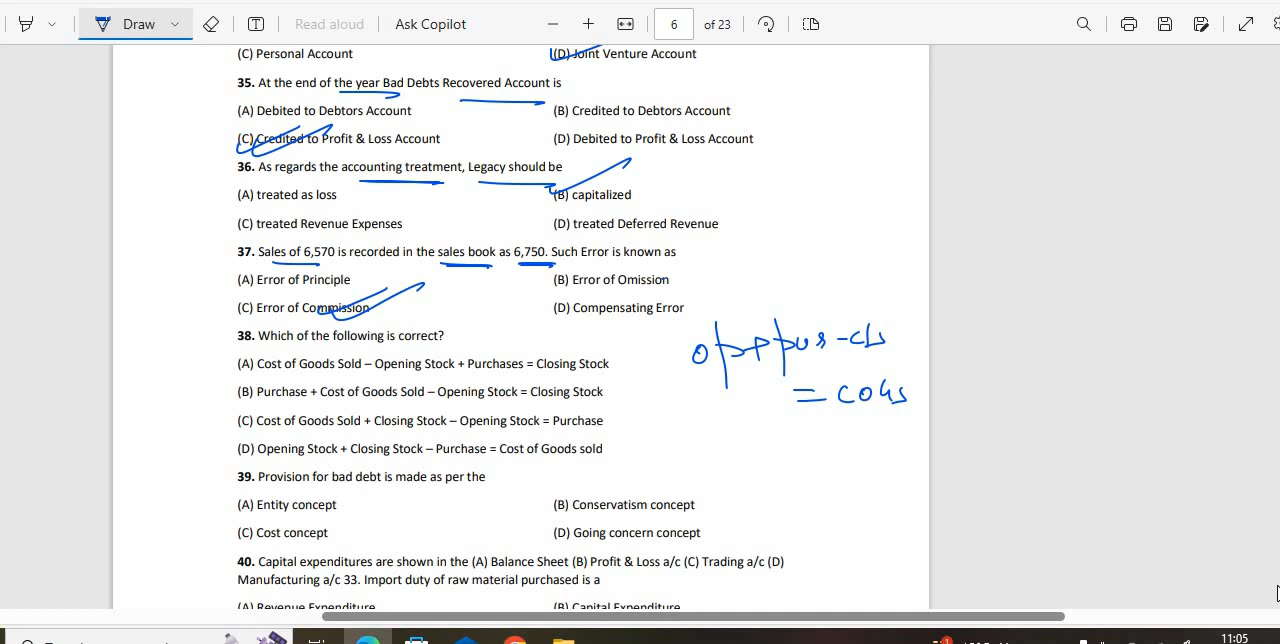 Draw
Read aloud
Ask Copilot
6
of 23
(C) Personal Account
(D) Joint Venture Account
35. At the end of the year Bad Debts Recovered Account is
(A) Debited to Debtors Account
(B) Credited to Debtors Account
(C) Credited to Profit & Loss Account
(D) Debited to Profit & Loss Account
36. As regards the accounting treatment, Legacy should be
(A) treated as loss
(B) capitalized
(C) treated Revenue Expenses
(D) treated Deferred Revenue
37. Sales of 6,570 is recorded in the sales book as 6,750. Such Error is known as
(A) Error of Principle
(B) Error of Omission
(C) Error of Commission
(D) Compensating Error
38. Which of the following is correct?
(A) Cost of Goods Sold – Opening Stock + Purchases = Closing Stock
(B) Purchase + Cost of Goods Sold – Opening Stock = Closing Stock
(C) Cost of Goods Sold + Closing Stock – Opening Stock = Purchase
(D) Opening Stock + Closing Stock – Purchase = Cost of Goods sold
op + pur - cls
= COGS
39. Provision for bad debt is made as per the
(A) Entity concept
(B) Conservatism concept
(C) Cost concept
(D) Going concern concept
40. Capital expenditures are shown in the (A) Balance Sheet (B) Profit & Loss a/c (C) Trading a/c (D)
Manufacturing a/c 33. Import duty of raw material purchased is a
(A) Revenue Expenditure
(B) Capital Expenditure
11:05